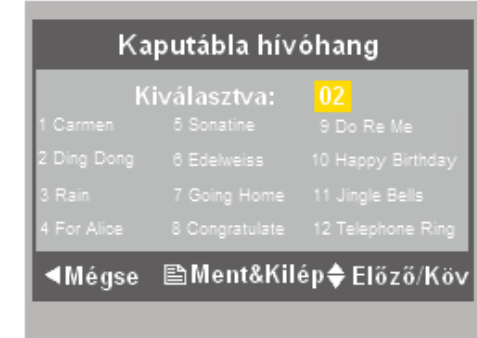 Kaputábla hívóhang
Kiválasztva: 02
1 Carmen 5 Sonatine 9 Do Re Me
2 Ding Dong 6 Edelweiss 10 Happy Birthday
3 Rain 7 Going Home 11 Jingle Bells
4 For Alice 8 Congratulate 12 Telephone Ring
Mégse Ment&Kilép Előző/Köv